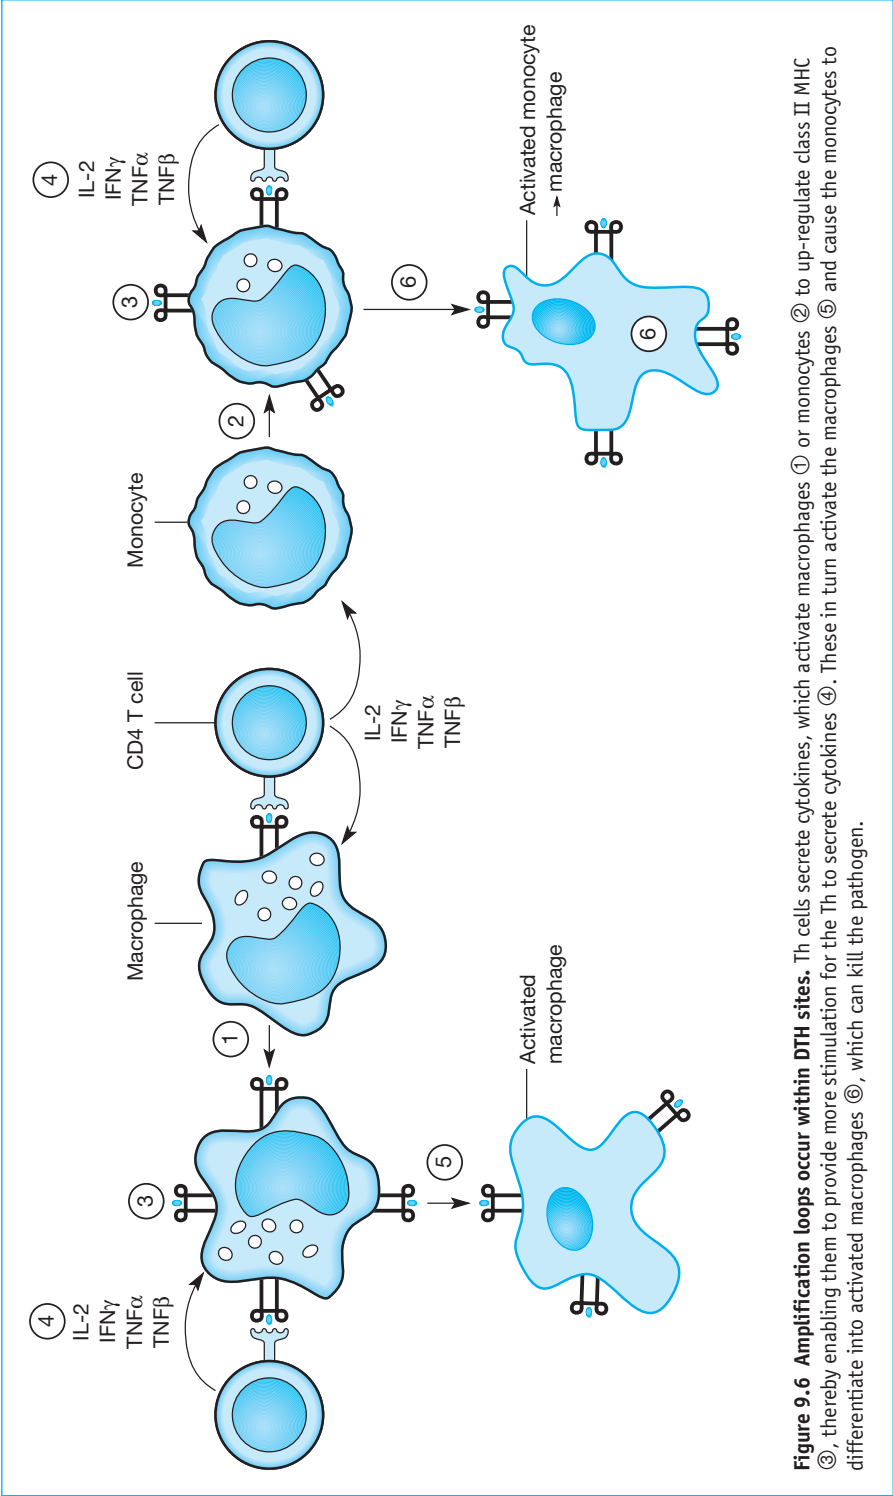 4
IL-2
IFNγ
TNFα
TNFβ
3
1
Macrophage
CD4 T cell
IL-2
IFNγ
TNFα
TNFβ
Monocyte
2
3
4
IL-2
IFNγ
TNFα
TNFβ
5
Activated
macrophage
6
6
Activated monocyte
→ macrophage
Figure 9.6 Amplification loops occur within DTH sites. Th cells secrete cytokines, which activate macrophages ① or monocytes ② to up-regulate class II MHC
③, thereby enabling them to provide more stimulation for the Th to secrete cytokines ④. These in turn activate the macrophages ⑤ and cause the monocytes to
differentiate into activated macrophages ⑥, which can kill the pathogen.